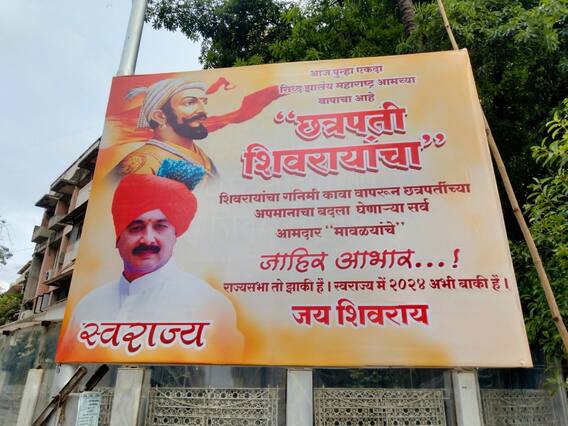 आज पुन्हा एकदा
सिध्द झालंय महाराष्ट्र आमच्या
बापाचा आहे
“छत्रपती
शिवरायांचा”
शिवरायांचा गनिमी कावा वापरून छत्रपतींच्या
अपमानाचा बदला घेणाऱ्या सर्व
आमदार “मावळ्यांचे”
जाहिर आभार...!
राज्यसभा तो झाकी हैं । स्वराज्य में २०२४ अभी बाकी हैं ।
जय शिवराय
स्वराज्य